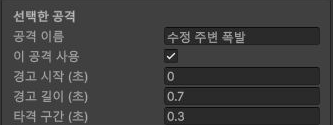 선택한 공격
공격 이름 수정 주변 폭발
이 공격 사용
경고 시작 (초) 0
경고 길이 (초) 0.7
타격 구간 (초) 0.3